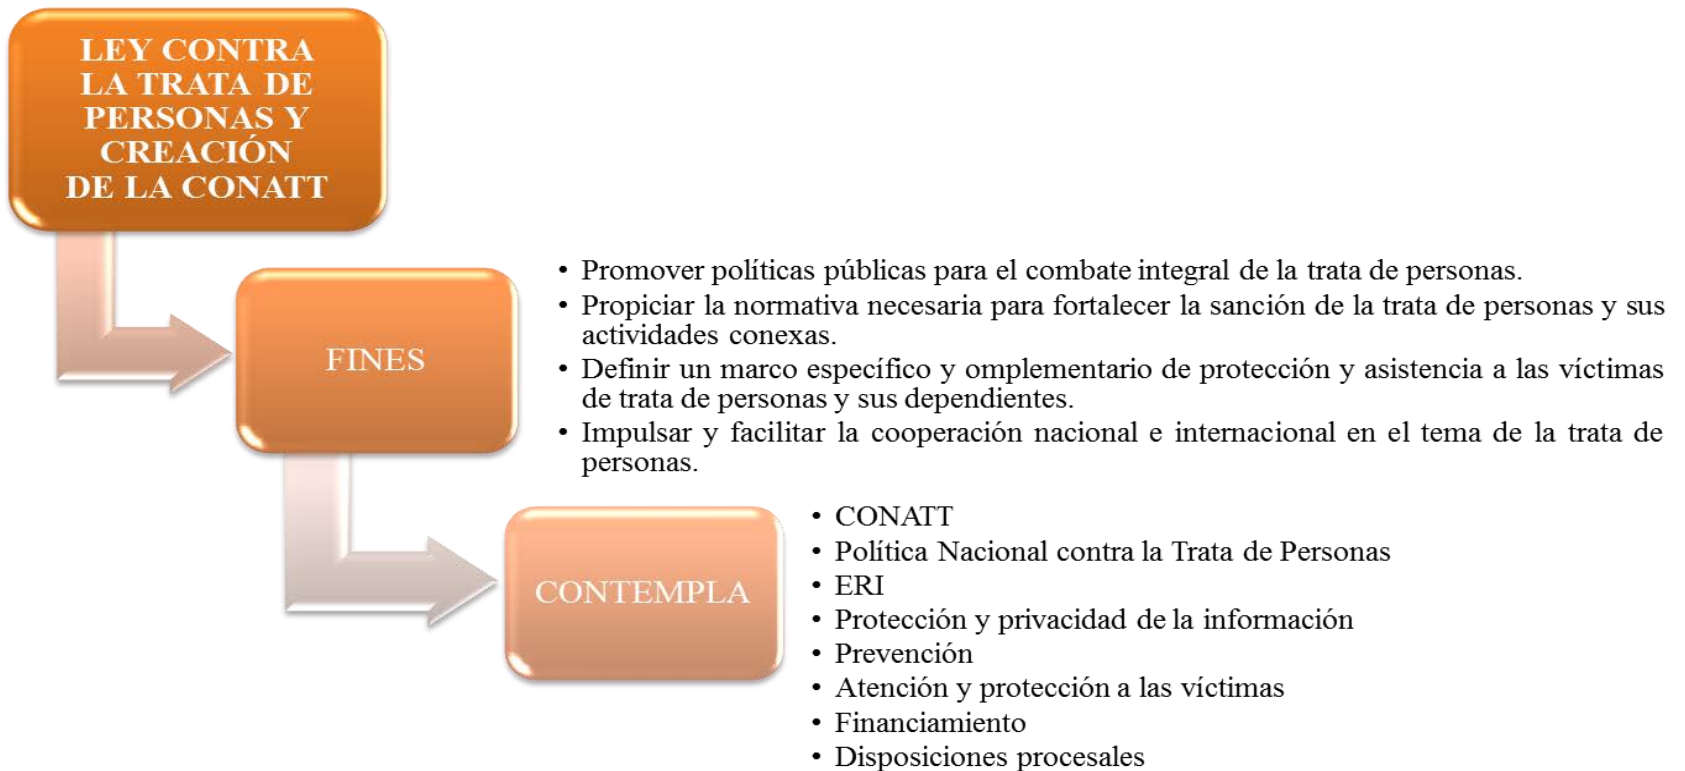 LEY CONTRA
LA TRATA DE
PERSONAS Y
CREACIÓN
DE LA CONATT
FINES
• Promover políticas públicas para el combate integral de la trata de personas.
• Propiciar la normativa necesaria para fortalecer la sanción de la trata de personas y sus
actividades conexas.
• Definir un marco específico y omplementario de protección y asistencia a las víctimas
de trata de personas y sus dependientes.
• Impulsar y facilitar la cooperación nacional e internacional en el tema de la trata de
personas.
CONTEMPLA
• CONATT
• Política Nacional contra la Trata de Personas
• ERI
• Protección y privacidad de la información
• Prevención
• Atención y protección a las víctimas
• Financiamiento
• Disposiciones procesales